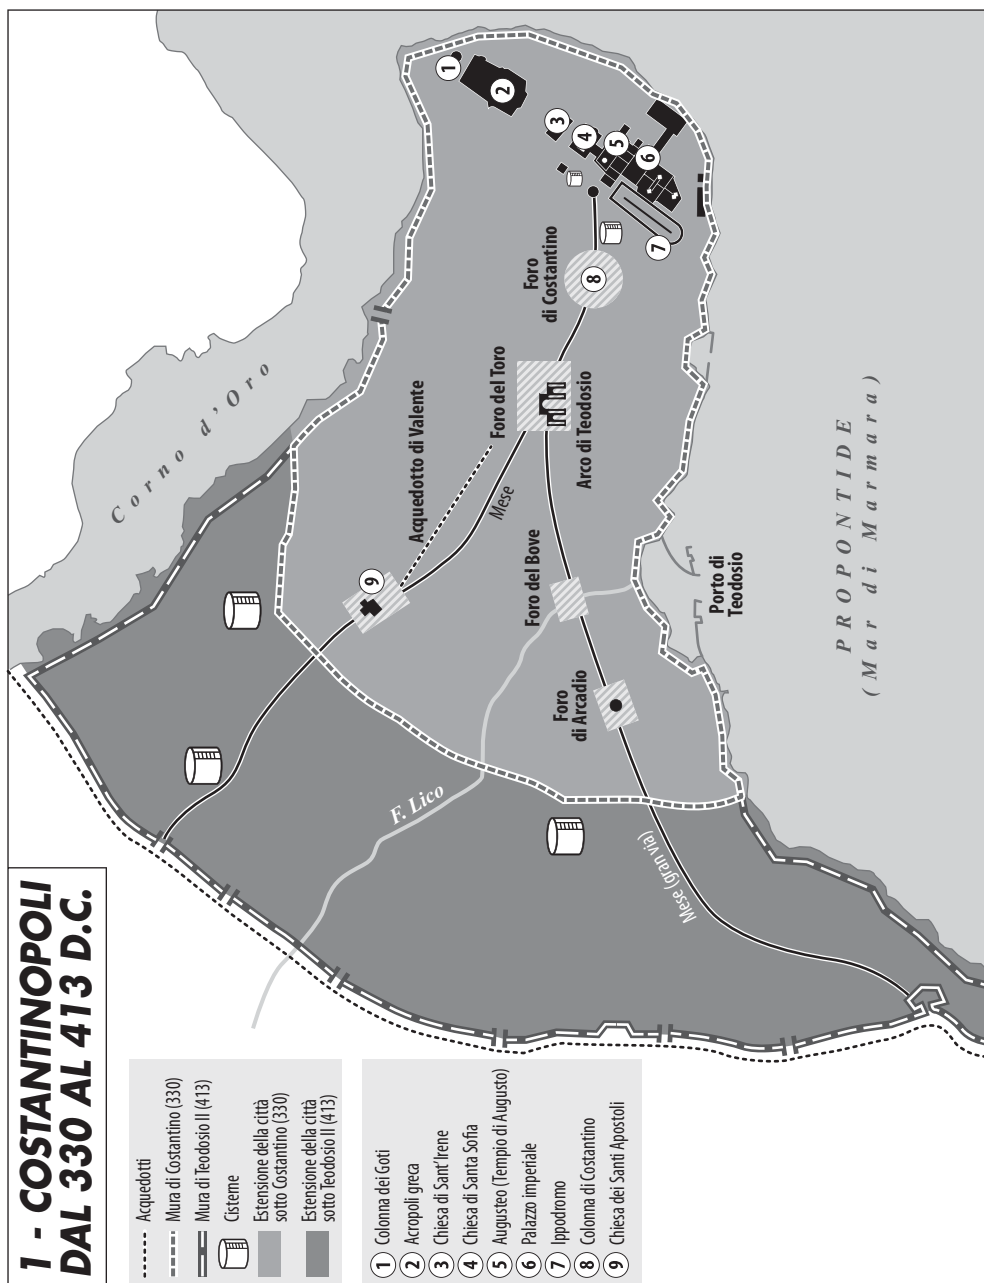 1 - COSTANTINOPOLI
DAL 330 AL 413 D.C.
Acquedotti
Mura di Costantino (330)
Mura di Teodosio II (413)
Cisterne
Estensione della città
sotto Costantino (330)
Estensione della città
sotto Teodosio II (413)
1 Colonna dei Goti
2 Acropoli greca
3 Chiesa di Sant'Irene
4 Chiesa di Santa Sofia
5 Augusteo (Tempio di Augusto)
6 Palazzo imperiale
7 Ippodromo
8 Colonna di Costantino
9 Chiesa dei Santi Apostoli
Corno d'Oro
Acquedotto di Valente
Foro del Toro
Mese
9
F. Lico
Foro
di Costantino
8
1
2
3
4
5
6
7
Arco di Teodosio
Foro del Bove
Foro
di Arcadio
Mese (gran via)
Porto di
Teodosio
PROPONTIDE
(Mar di Marmara)